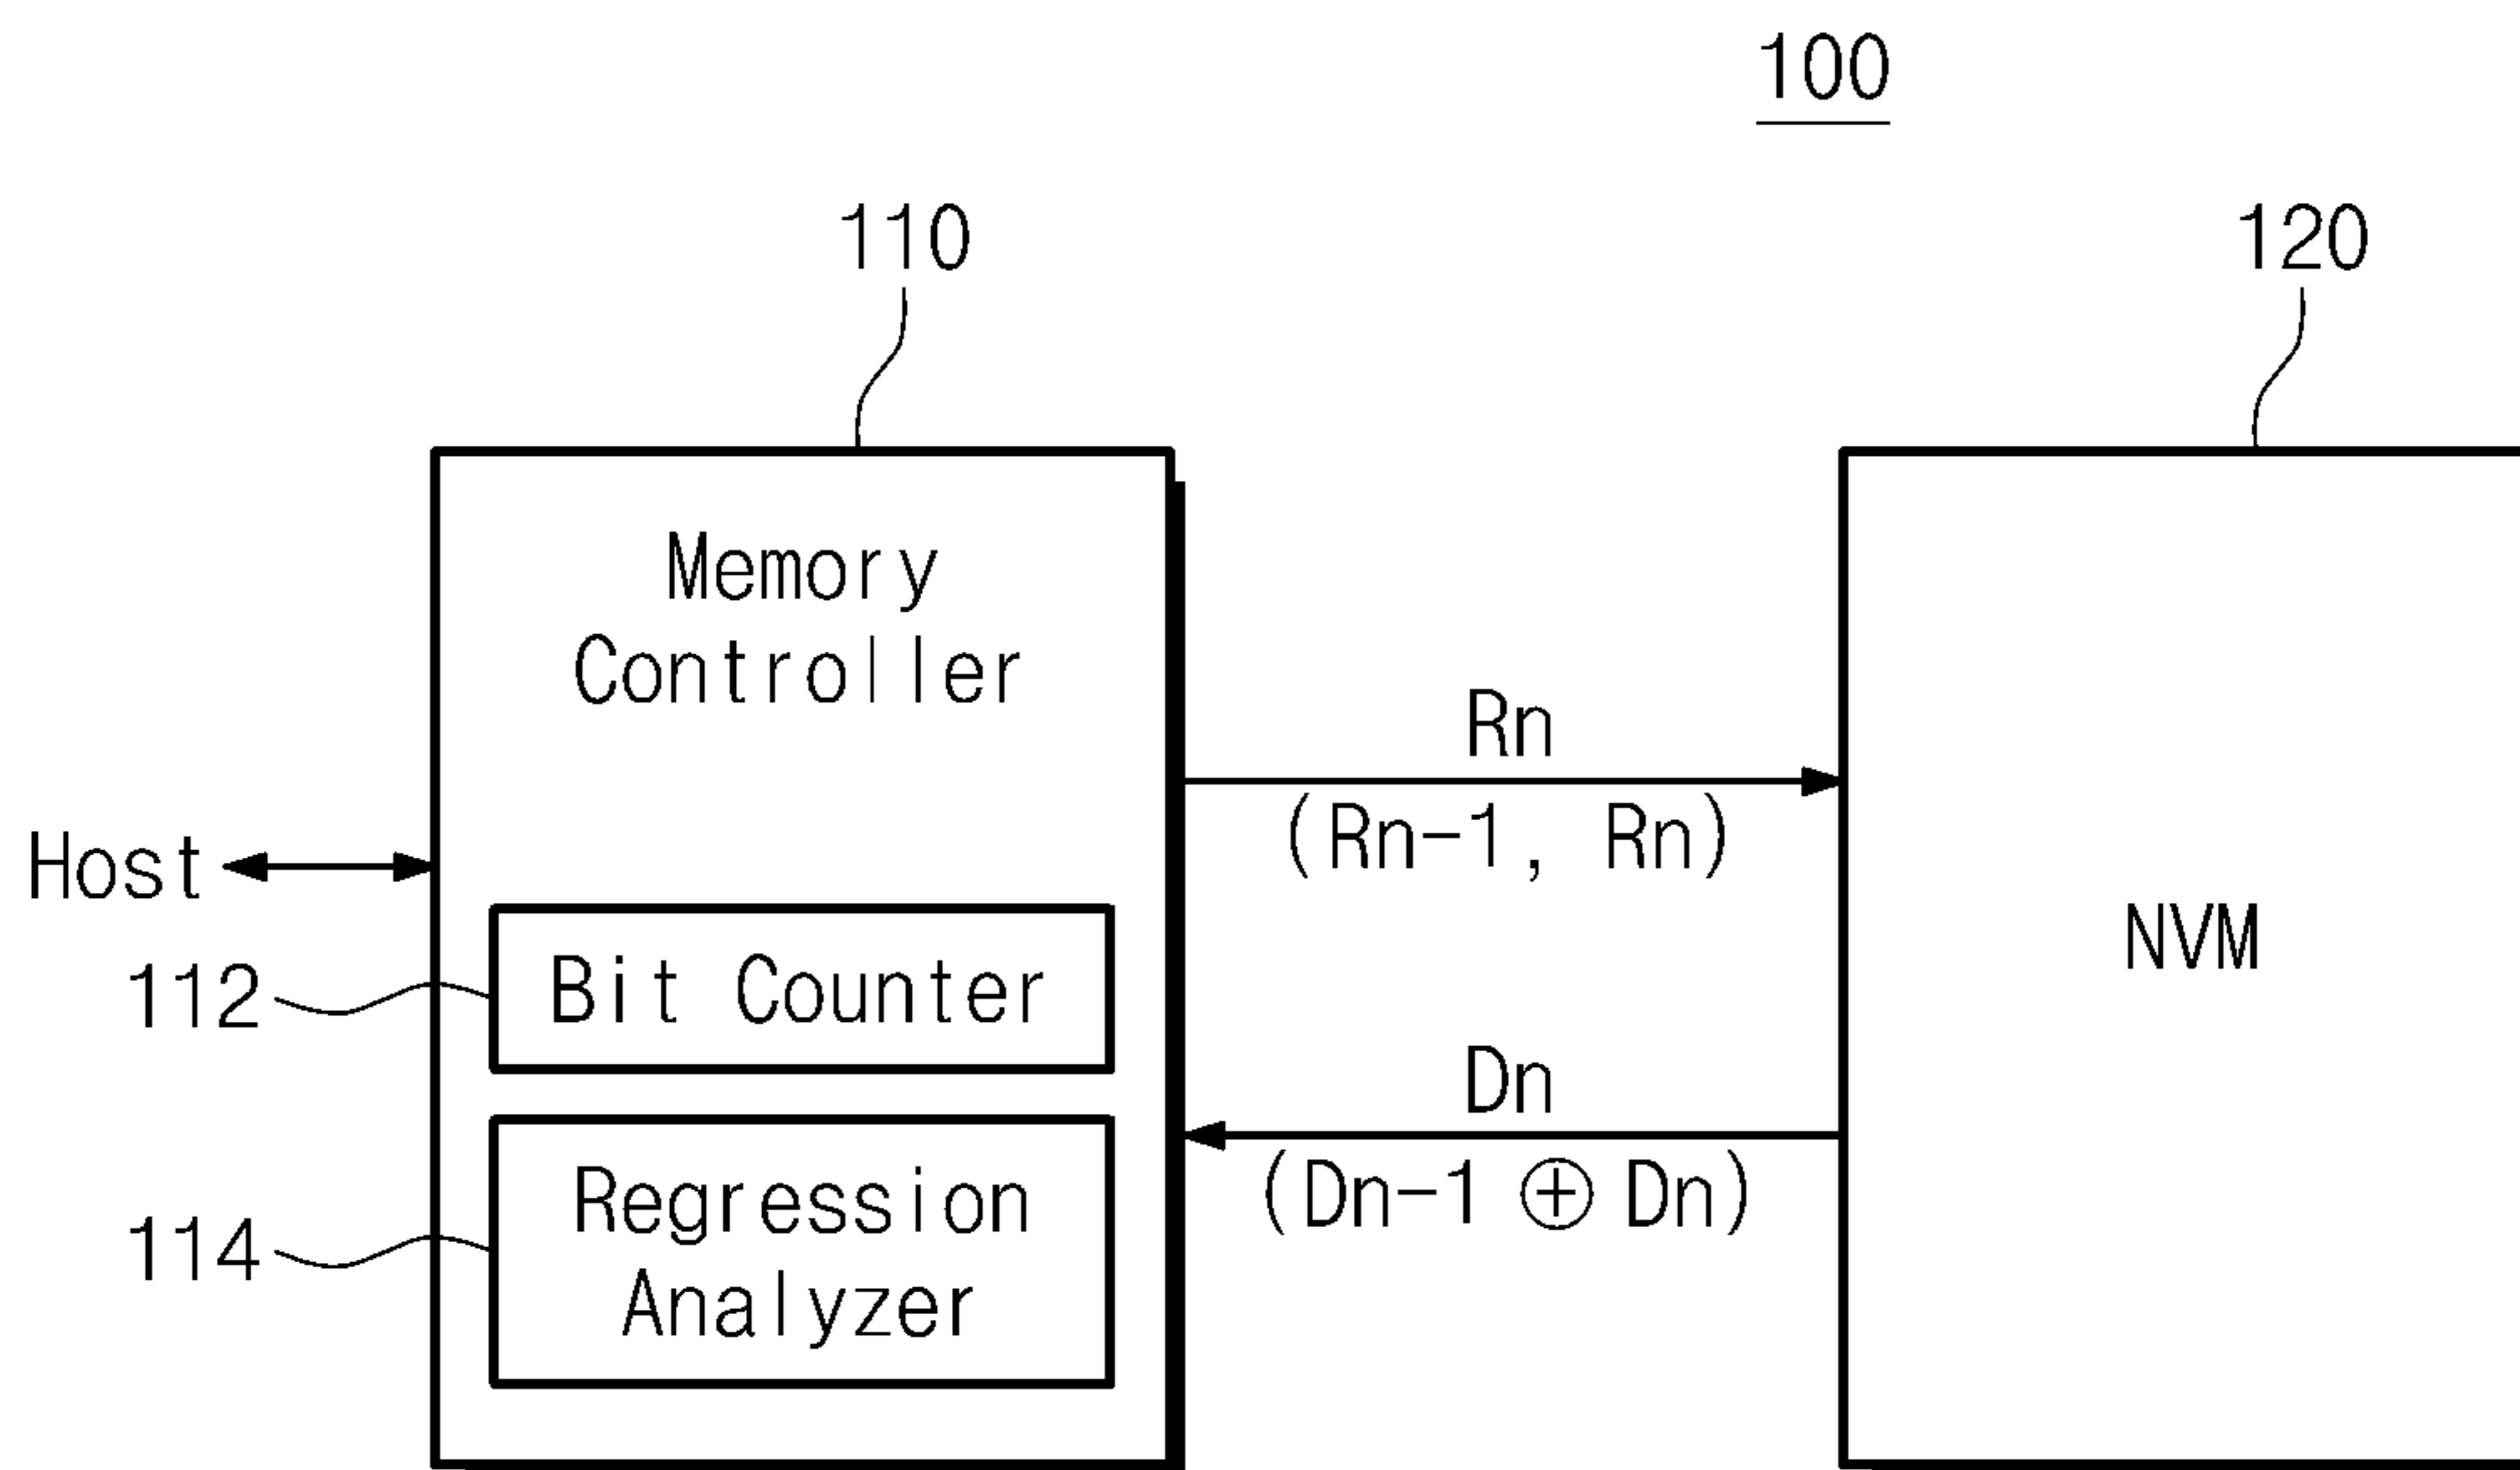 100
110
120
Memory
Controller
Rn
(Rn-1, Rn)
Host
NVM
112
Bit Counter
Dn
(Dn-1 ⊕ Dn)
114
Regression
Analyzer